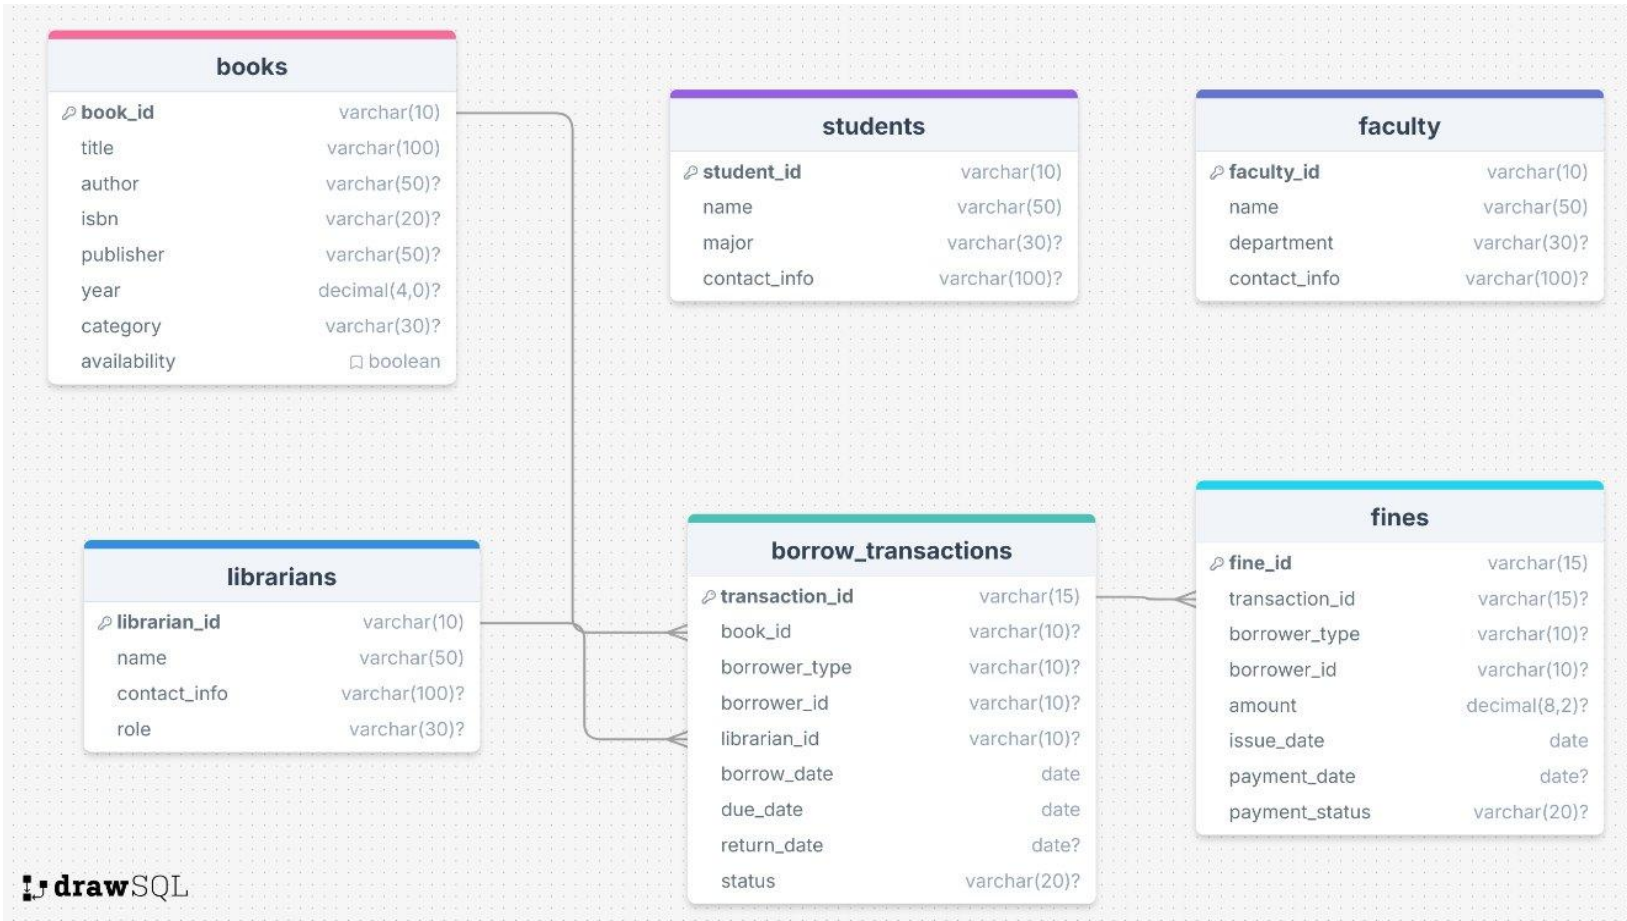 books
book_id varchar(10)
title varchar(100)
author varchar(50)?
isbn varchar(20)?
publisher varchar(50)?
year decimal(4,0)?
category varchar(30)?
availability boolean
students
student_id varchar(10)
name varchar(50)
major varchar(30)?
contact_info varchar(100)?
faculty
faculty_id varchar(10)
name varchar(50)
department varchar(30)?
contact_info varchar(100)?
librarians
librarian_id varchar(10)
name varchar(50)
contact_info varchar(100)?
role varchar(30)?
borrow_transactions
transaction_id varchar(15)
book_id varchar(10)?
borrower_type varchar(10)?
borrower_id varchar(10)?
librarian_id varchar(10)?
borrow_date date
due_date date
return_date date?
status varchar(20)?
fines
fine_id varchar(15)
transaction_id varchar(15)?
borrower_type varchar(10)?
borrower_id varchar(10)?
amount decimal(8,2)?
issue_date date
payment_date date?
payment_status varchar(20)?
drawSQL